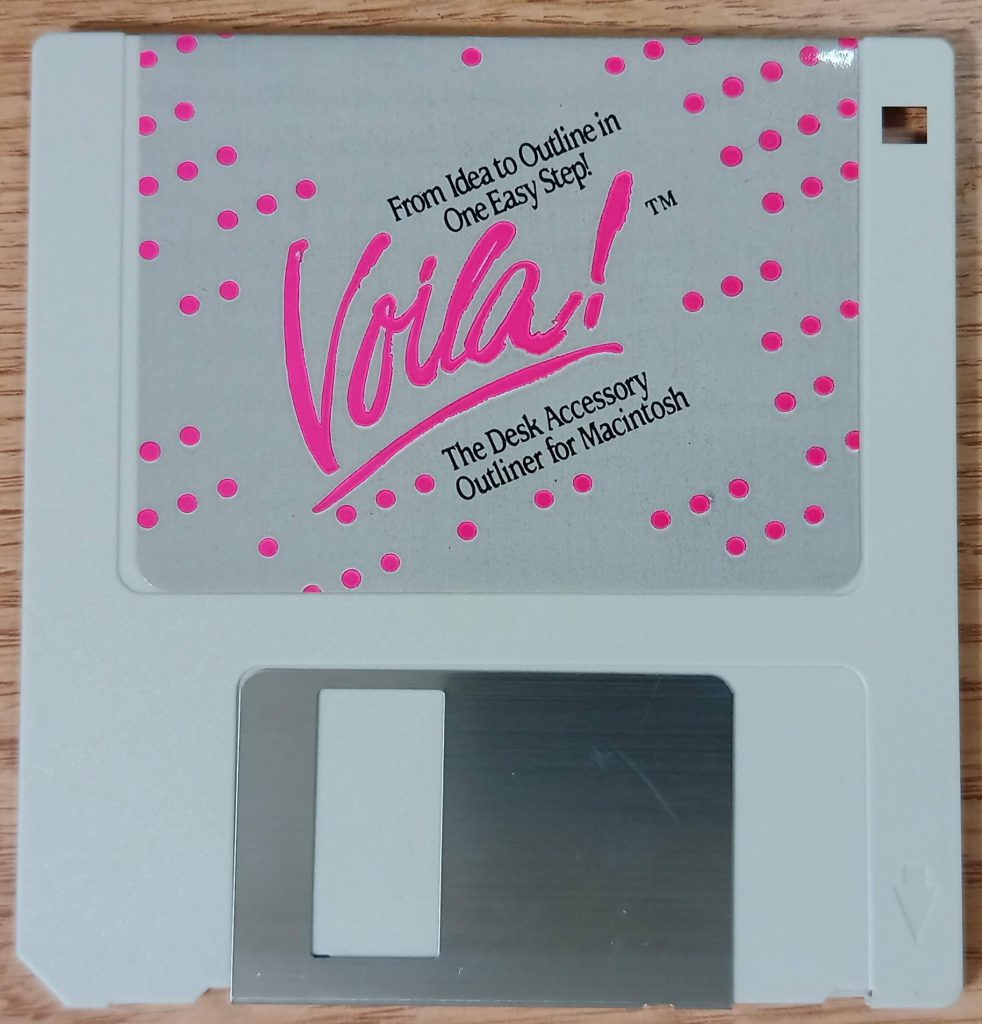 From Idea to Outline in
One Easy Step!
Voila! ™
The Desk Accessory
Outliner for Macintosh